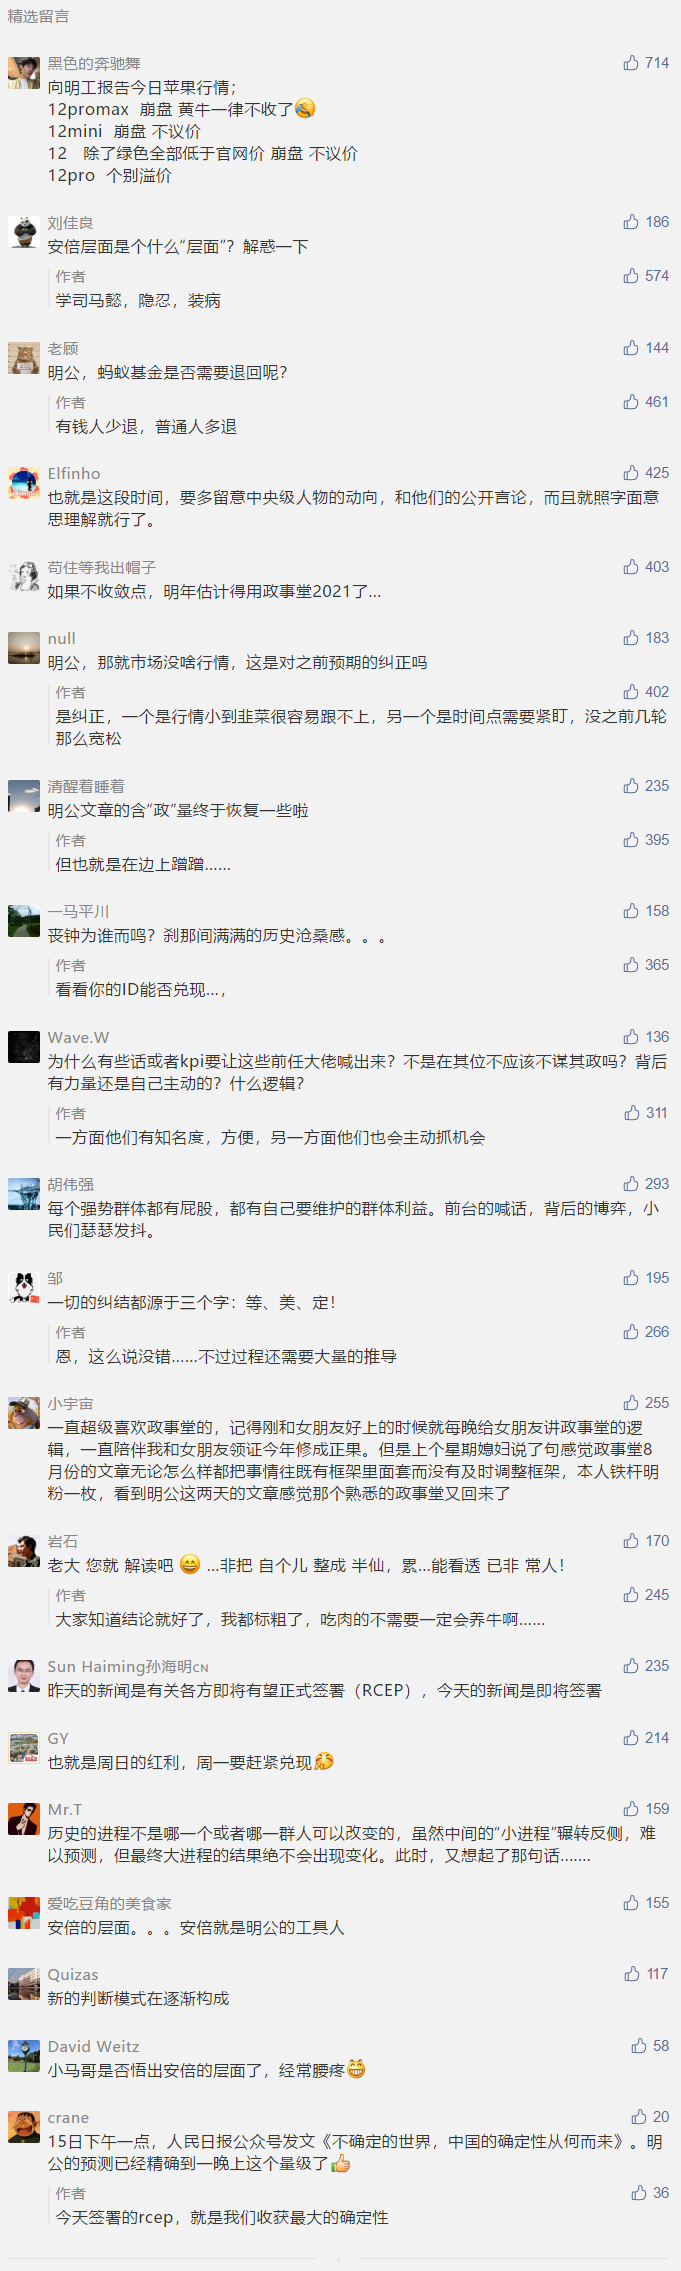 精选留言
黑色的奔驰舞 714
向明工报告今日苹果行情；
12promax 崩盘 黄牛一律不收了
12mini 崩盘 不议价
12 除了绿色全部低于官网价 崩盘 不议价
12pro 个别溢价
刘佳良 186
安倍层面是个什么“层面”？解惑一下
作者 574
学司马懿，隐忍，装病
老顾 144
明公，蚂蚁基金是否需要退回呢？
作者 461
有钱人少退，普通人多退
Elfinho 425
也就是这段时间，要多留意中央级人物的动向，和他们的公开言论，而且就照字面意
思理解就行了。
苟住等我出帽子 403
如果不收敛点，明年估计得用政事堂2021了...
null 183
明公，那就市场没啥行情，这是对之前预期的纠正吗
作者 402
是纠正，一个是行情小到韭菜很容易跟不上，另一个是时间点需要紧盯，没之前几轮
那么宽松
清醒着睡着 235
明公文章的含“政”量终于恢复一些啦
作者 395
但也就是在边上蹭蹭……
一马平川 158
丧钟为谁而鸣？刹那间满满的历史沧桑感。。。
作者 365
看看你的ID能否兑现...，
Wave.W 136
为什么有些话或者kpi要让这些前任大佬喊出来？不是在其位不应该不谋其政吗？背后
有力量还是自己主动的？什么逻辑？
作者 311
一方面他们有知名度，方便，另一方面他们也会主动抓机会
胡伟强 293
每个强势群体都有屁股，都有自己要维护的群体利益。前台的喊话，背后的博弈，小
民们瑟瑟发抖。
邹 195
一切的纠结都源于三个字：等、美、定！
作者 266
恩，这么说没错……不过过程还需要大量的推导
小宇宙 255
一直超级喜欢政事堂的，记得刚和女朋友好上的时候就每晚给女朋友讲政事堂的逻
辑，一直陪伴我和女朋友领证今年修成正果。但是上个星期媳妇说了句感觉政事堂8
月份的文章无论怎么样都把事情往既有框架里面套而没有及时调整框架，本人铁杆明
粉一枚，看到明公这两天的文章感觉那个熟悉的政事堂又回来了
岩石 170
老大 您就 解读吧 ...非把 自个儿 整成 半仙，累...能看透 已非 常人！
作者 245
大家知道结论就好了，我都标粗了，吃肉的不需要一定会养牛啊……
Sun Haiming孙海明CN 235
昨天的新闻是有关各方即将有望正式签署（RCEP），今天的新闻是即将签署
GY 214
也就是周日的红利，周一要赶紧兑现
Mr.T 159
历史的进程不是哪一个或者哪一群人可以改变的，虽然中间的“小进程”辗转反侧，难
以预测，但最终大进程的结果绝不会出现变化。此时，又想起了那句话.……
爱吃豆角的美食家 155
安倍的层面。。。安倍就是明公的工具人
Quizas 117
新的判断模式在逐渐构成
David Weitz 58
小马哥是否悟出安倍的层面了，经常腰疼
crane 20
15日下午一点，人民日报公众号发文《不确定的世界，中国的确定性从何而来》。明
公的预测已经精确到一晚上这个量级了
作者 36
今天签署的rcep，就是我们收获最大的确定性